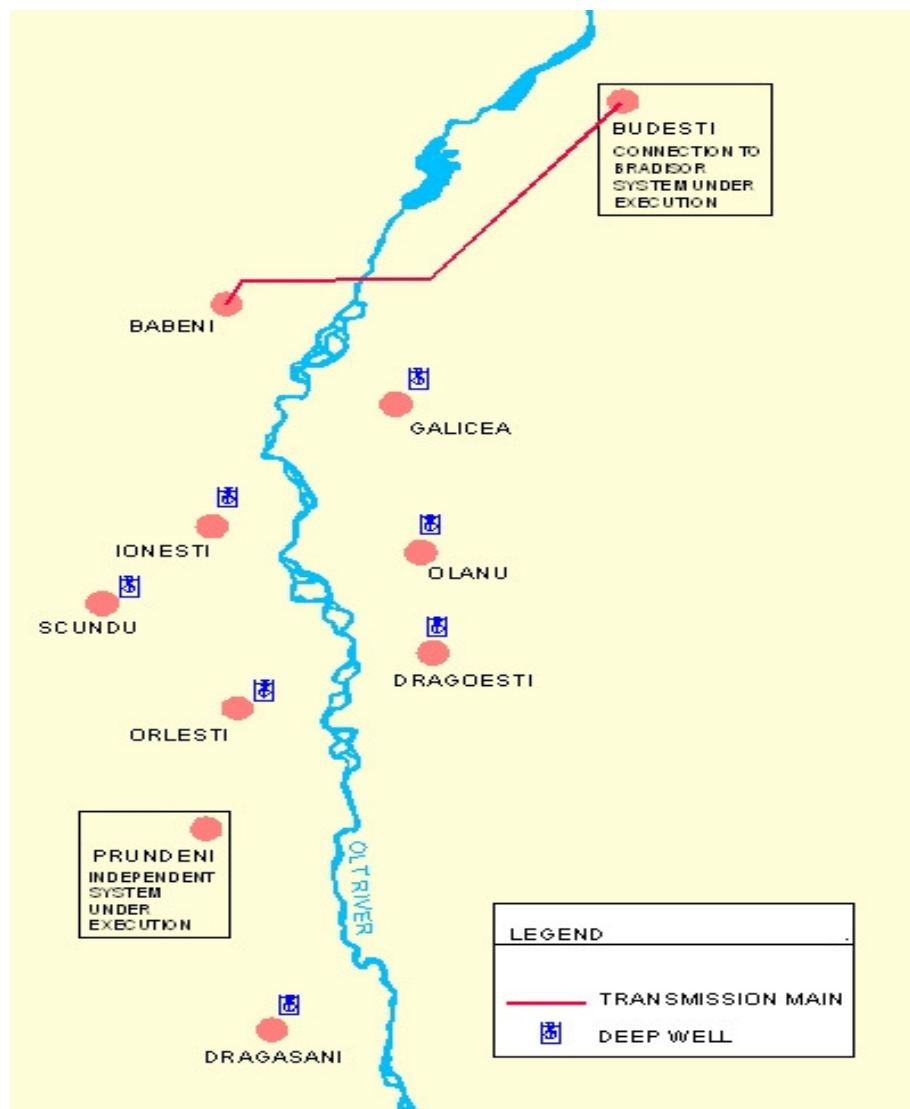 BUDESTI
CONNECTION TO
BRADISOR
SYSTEM UNDER
EXECUTION
BABENI
GALICEA
IONESTI
OLANU
SCUNDU
DRAGOESTI
ORLESTI
PRUNDENI
INDEPENDENT
SYSTEM
UNDER
EXECUTION
OLT RIVER
LEGEND .
TRANSMISSION MAIN
DEEP WELL
DRAGASANI